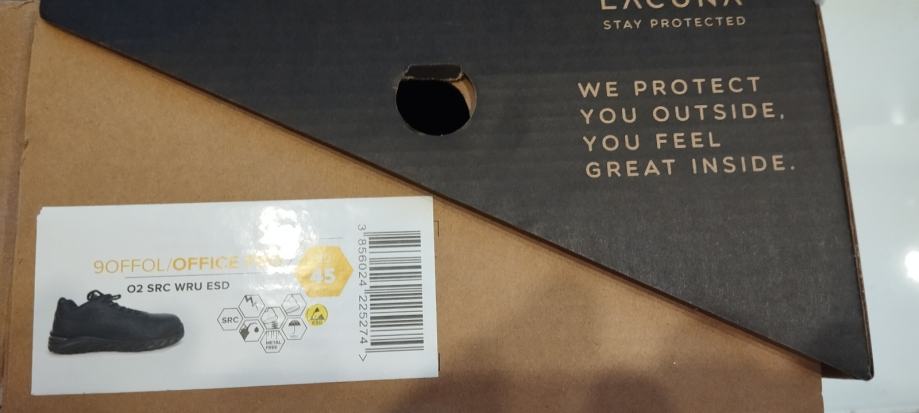 LACUNA
STAY PROTECTED
WE PROTECT
YOU OUTSIDE,
YOU FEEL
GREAT INSIDE.
9OFFOL/OFFICE
O2 SRC WRU ESD
45
SRC
METAL
FREE
ESD
3 856024 225274 >